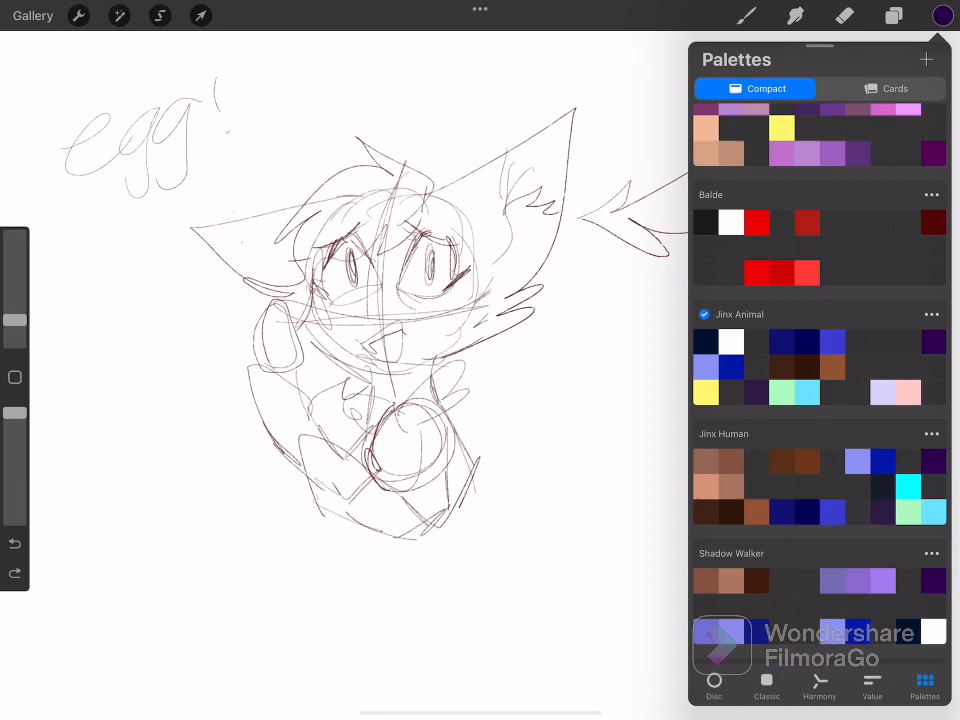 Gallery
Palettes
egg!
Compact
Cards
Balde
Jinx Animal
Jinx Human
Shadow Walker
Wondershare
FilmoraGo
Disc
Classic
Harmony
Value
Palettes